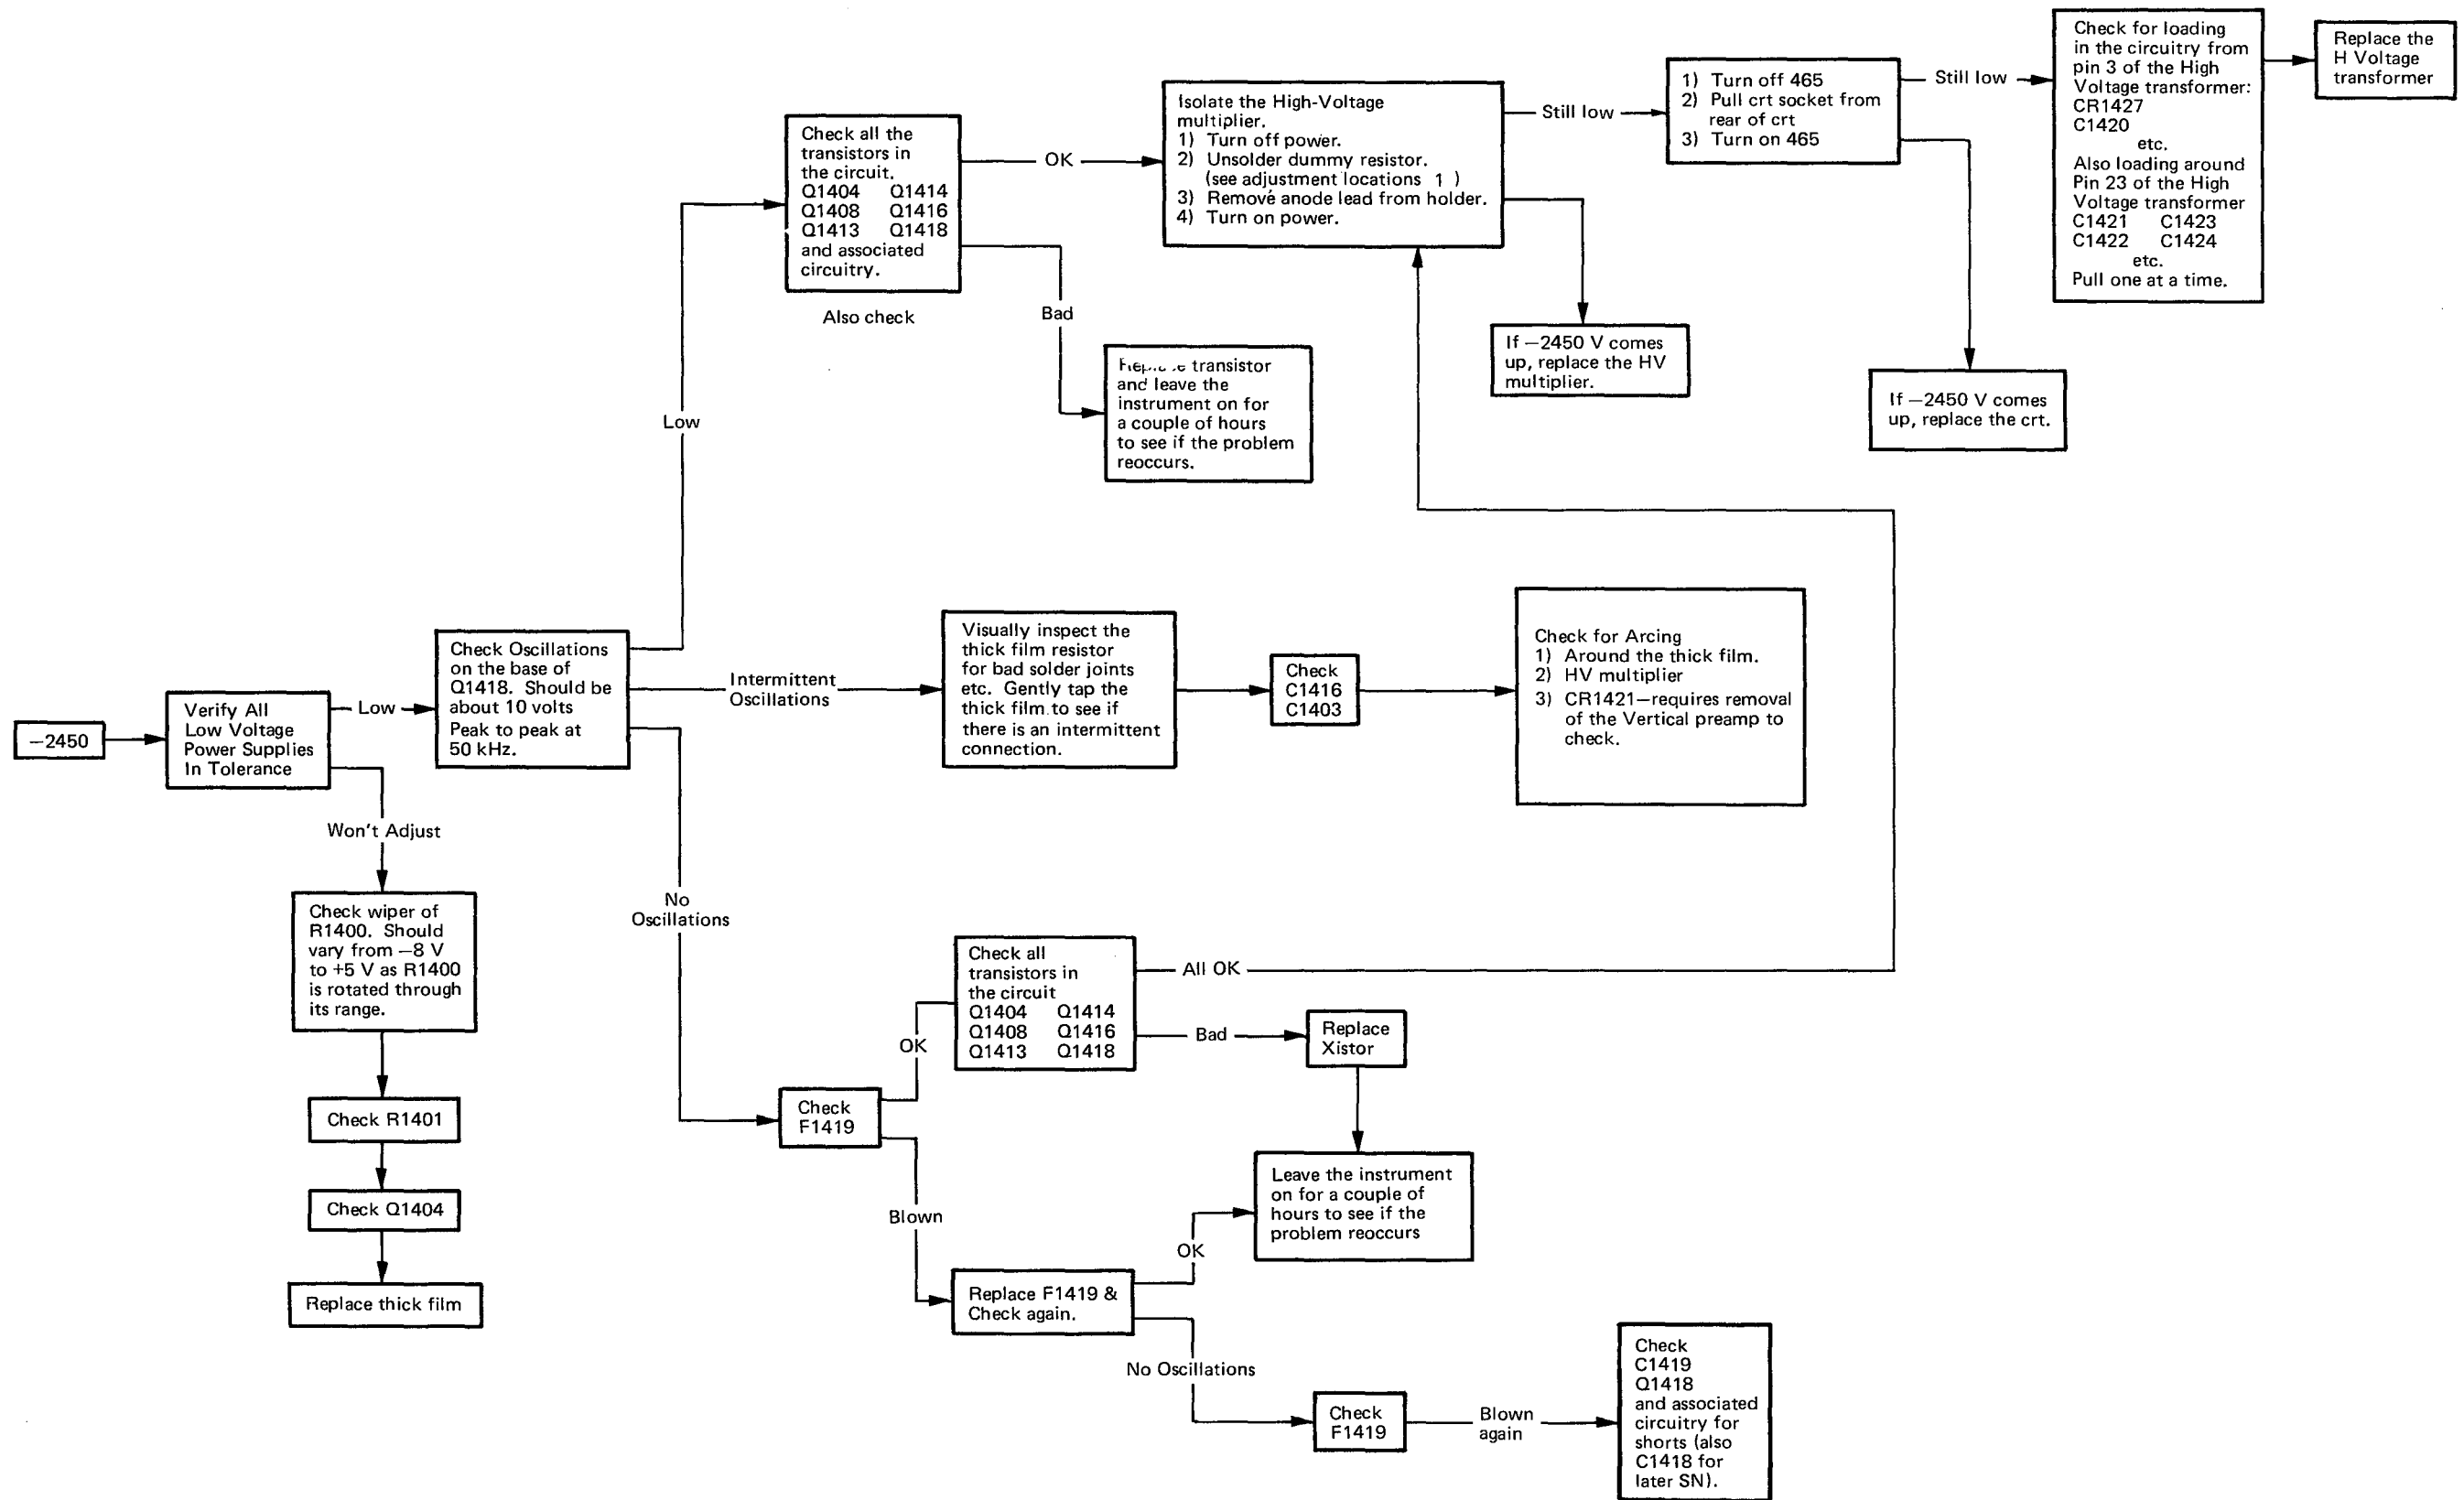 −2450
Verify All
Low Voltage
Power Supplies
In Tolerance
Low
Won't Adjust
Check wiper of
R1400. Should
vary from −8 V
to +5 V as R1400
is rotated through
its range.
Check R1401
Check Q1404
Replace thick film
Check Oscillations
on the base of
Q1418. Should be
about 10 volts
Peak to peak at
50 kHz.
Low
Check all the
transistors in
the circuit.
Q1404 Q1414
Q1408 Q1416
Q1413 Q1418
and associated
circuitry.
Also check
OK
Bad
transistor
and leave the
instrument on for
a couple of hours
to see if the problem
reoccurs.
Isolate the High-Voltage
multiplier.
1) Turn off power.
2) Unsolder dummy resistor.
(see adjustment locations 1 )
3) Remove anode lead from holder.
4) Turn on power.
Still low
If −2450 V comes
up, replace the HV
multiplier.
1) Turn off 465
2) Pull crt socket from
rear of crt
3) Turn on 465
Still low
If −2450 V comes
up, replace the crt.
Check for loading
in the circuitry from
pin 3 of the High
Voltage transformer:
CR1427
C1420
etc.
Also loading around
Pin 23 of the High
Voltage transformer
C1421 C1423
C1422 C1424
etc.
Pull one at a time.
Replace the
H Voltage
transformer
Intermittent
Oscillations
Visually inspect the
thick film resistor
for bad solder joints
etc. Gently tap the
thick film to see if
there is an intermittent
connection.
Check
C1416
C1403
Check for Arcing
1) Around the thick film.
2) HV multiplier
3) CR1421—requires removal
of the Vertical preamp to
check.
No
Oscillations
Check
F1419
OK
Blown
Check all
transistors in
the circuit
Q1404 Q1414
Q1408 Q1416
Q1413 Q1418
All OK
Bad
Replace
Xistor
Leave the instrument
on for a couple of
hours to see if the
problem reoccurs
Replace F1419 &
Check again.
OK
No Oscillations
Check
F1419
Blown
again
Check
C1419
Q1418
and associated
circuitry for
shorts (also
C1418 for
later SN).